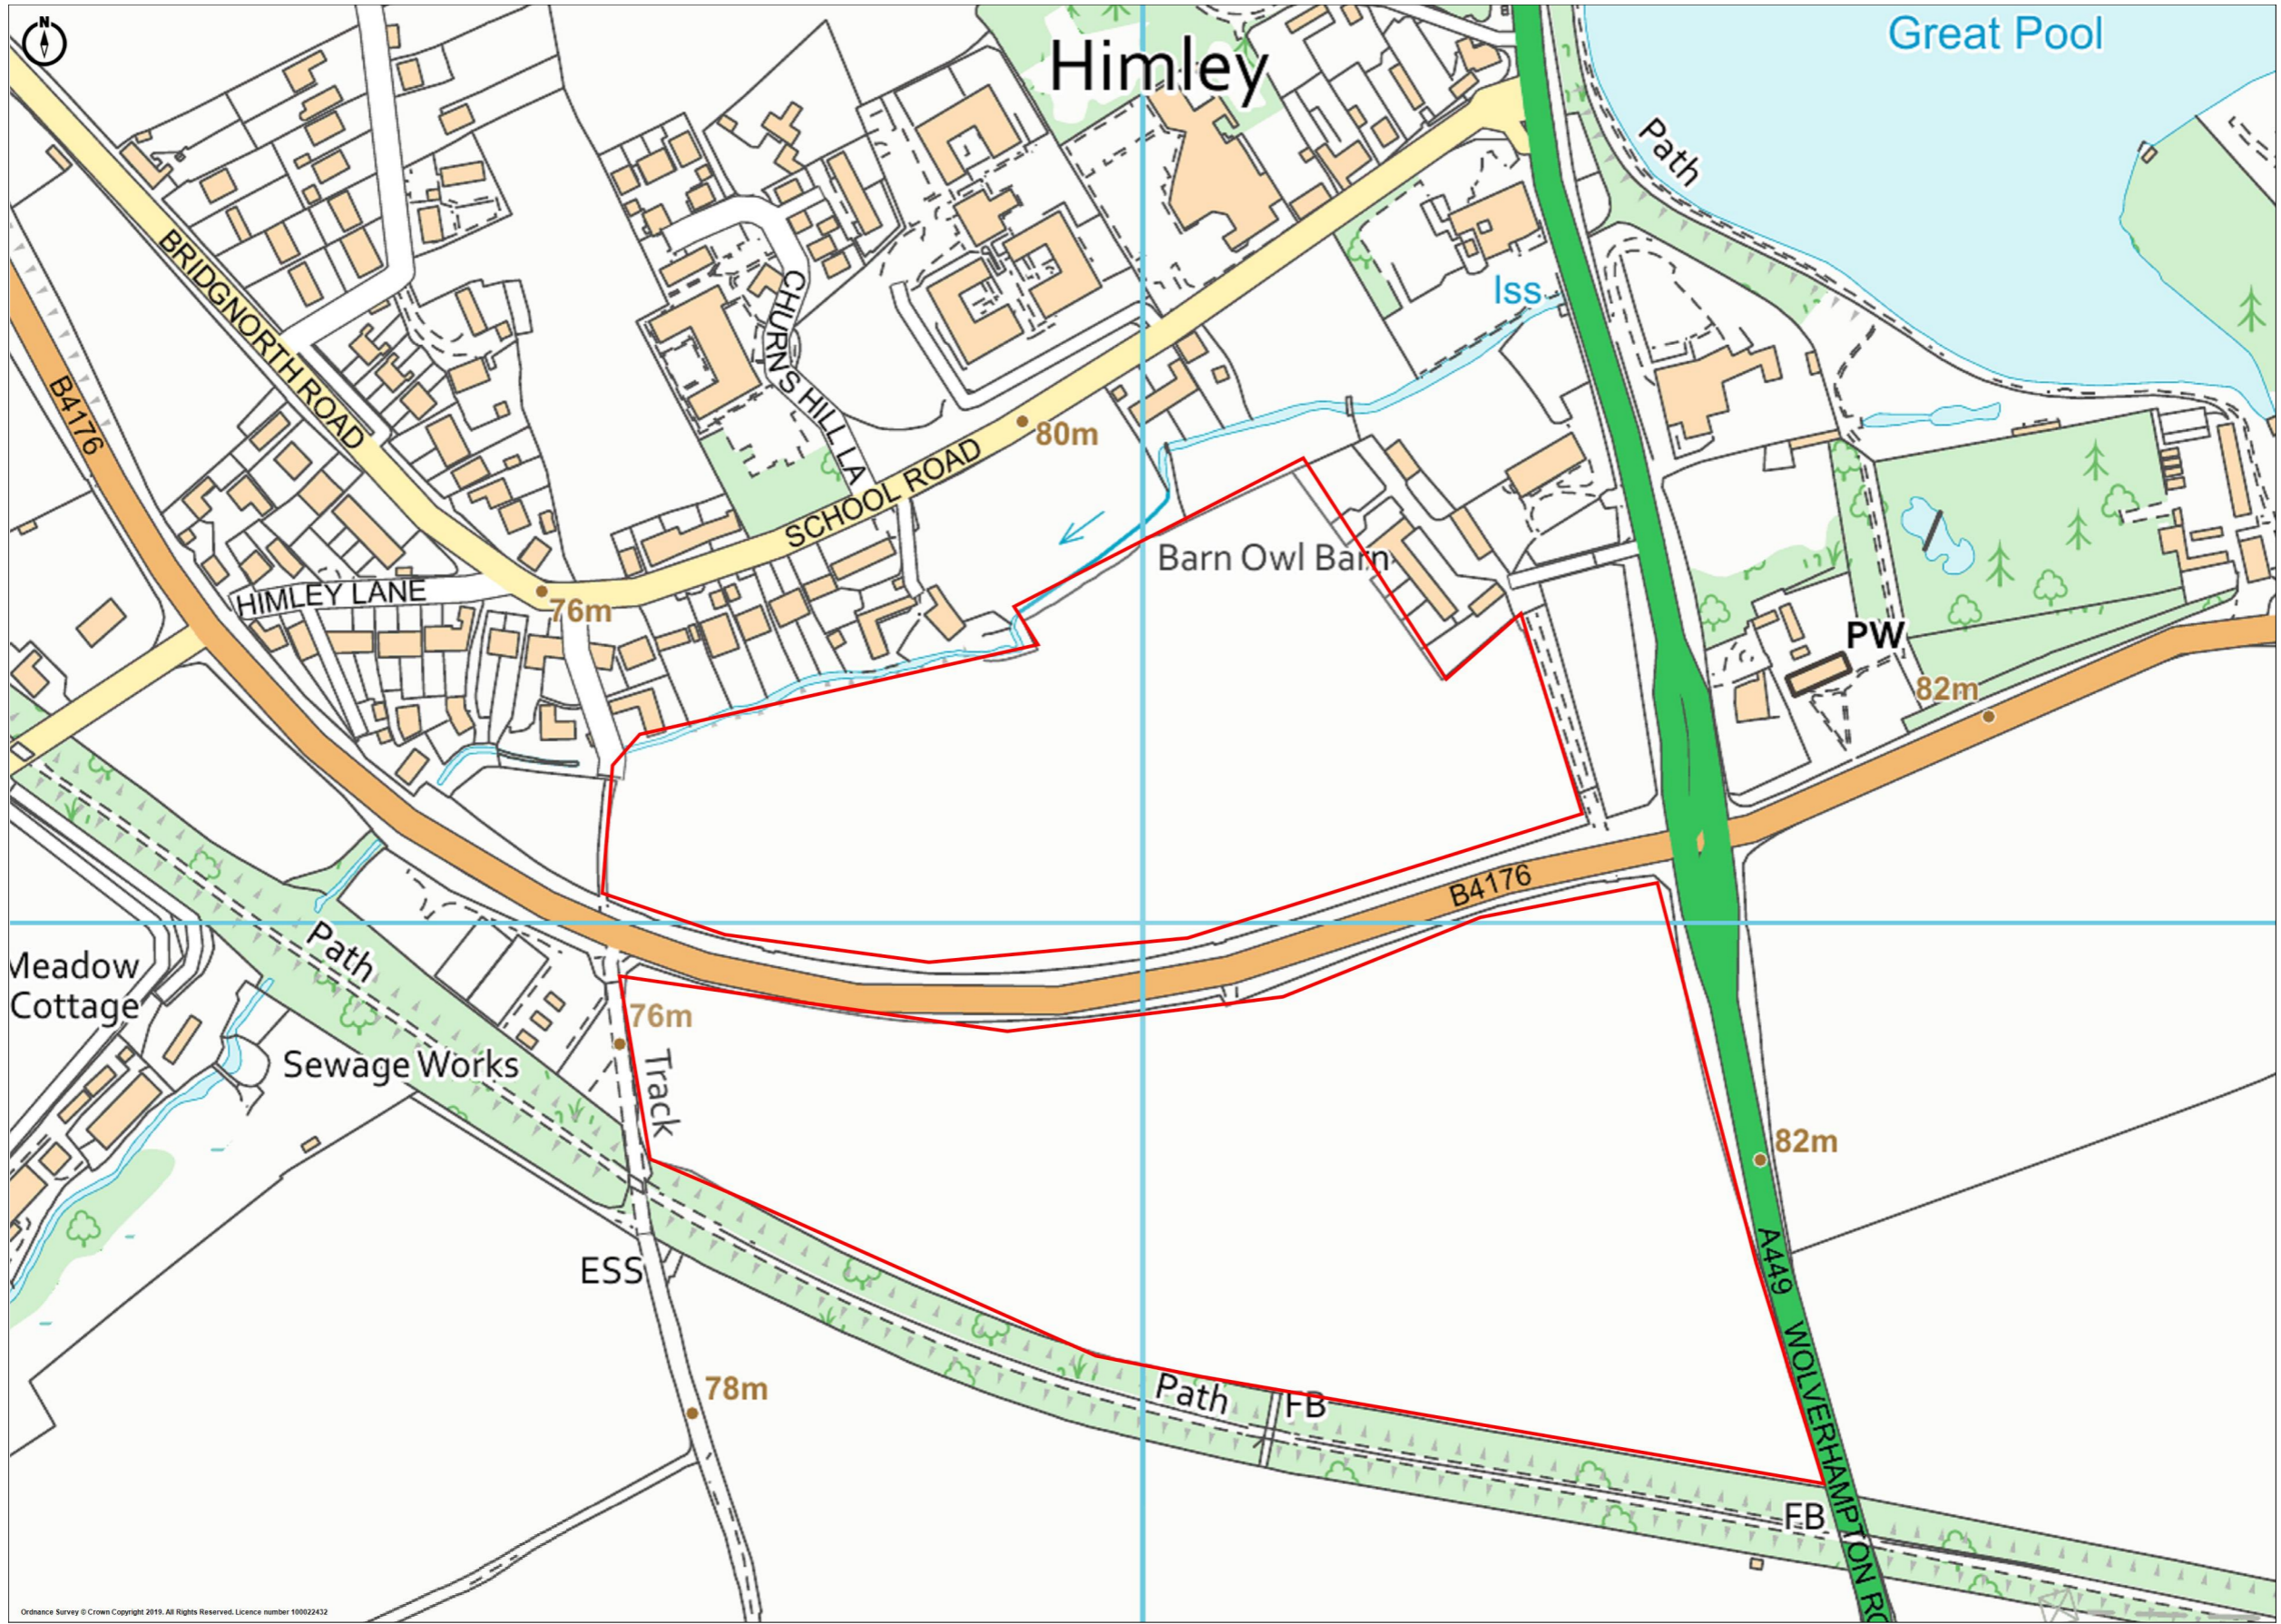 N
Himley
Great Pool
Path
BRIDGNORTH ROAD
B4176
CHURNS HILL LA
Iss
80m
SCHOOL ROAD
Barn Owl Barn
HIMLEY LANE
76m
PW
82m
B4176
Path
Meadow
Cottage
76m
Sewage Works
Track
82m
ESS
A449 WOLVERHAMPTON RO
78m
Path
FB
FB
Ordnance Survey © Crown Copyright 2019. All Rights Reserved. Licence number 100022432